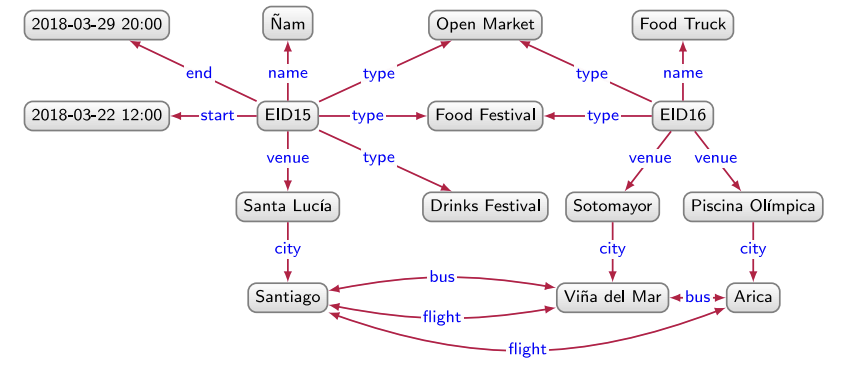 2018-03-29 20:00
Ñam
Open Market
Food Truck
end
name
type
type
name
2018-03-22 12:00
start
EID15
type
Food Festival
type
EID16
venue
type
venue
venue
Santa Lucía
Drinks Festival
Sotomayor
Piscina Olímpica
city
city
city
bus
Santiago
Viña del Mar
bus
Arica
flight
flight